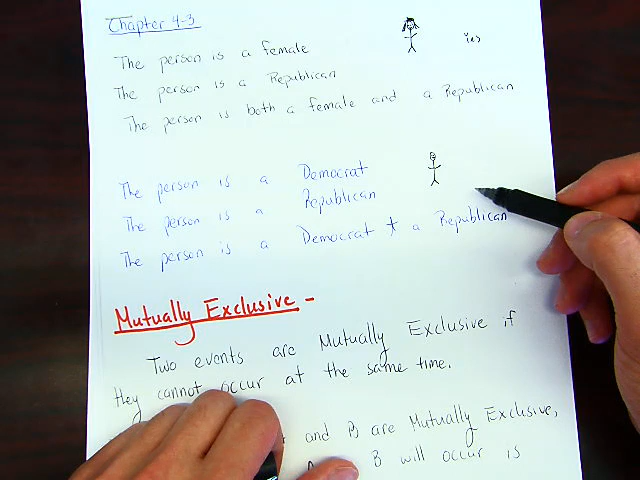 Chapter 4-3
The person is a female
yes
The person is a Republican
The person is both a female and a Republican
The person is a Democrat
The person is a Republican
The person is a Democrat + a Republican
Mutually Exclusive -
Two events are Mutually Exclusive if
they cannot occur at the same time.
and B are Mutually Exclusive,
B will occur is